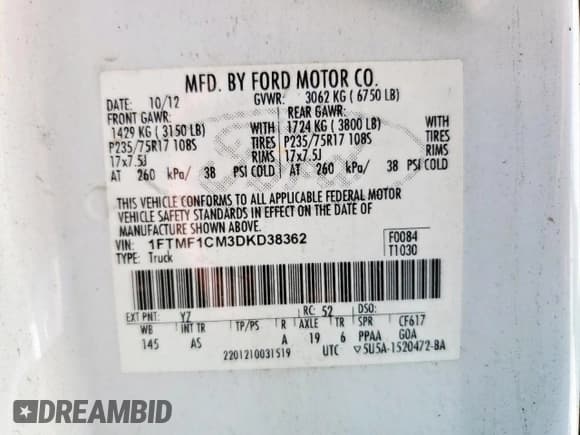 MFD. BY FORD MOTOR CO.
DATE: 10/12 GVWR: 3062 KG ( 6750 LB)
FRONT GAWR: REAR GAWR:
1429 KG ( 3150 LB) WITH 1724 KG ( 3800 LB) WITH
P235/75R17 108S TIRES P235/75R17 108S TIRES
17x7.5J RIMS 17x7.5J RIMS
AT 260 kPa/ 38 PSI COLD AT 260 kPa/ 38 PSI COLD
THIS VEHICLE CONFORMS TO ALL APPLICABLE FEDERAL MOTOR
VEHICLE SAFETY STANDARDS IN EFFECT ON THE DATE OF
MANUFACTURE SHOWN ABOVE.
VIN: 1FTMF1CM3DKD38362 F0084
TYPE: Truck T1030
EXT PNT: YZ RC: 52 DSO:
WB INT TR TP/PS R AXLE TR SPR CF617
145 AS A 19 6 PPAA G0A
2201210031519 UTC ▽5U5A-1520472-BA
DREAMBID